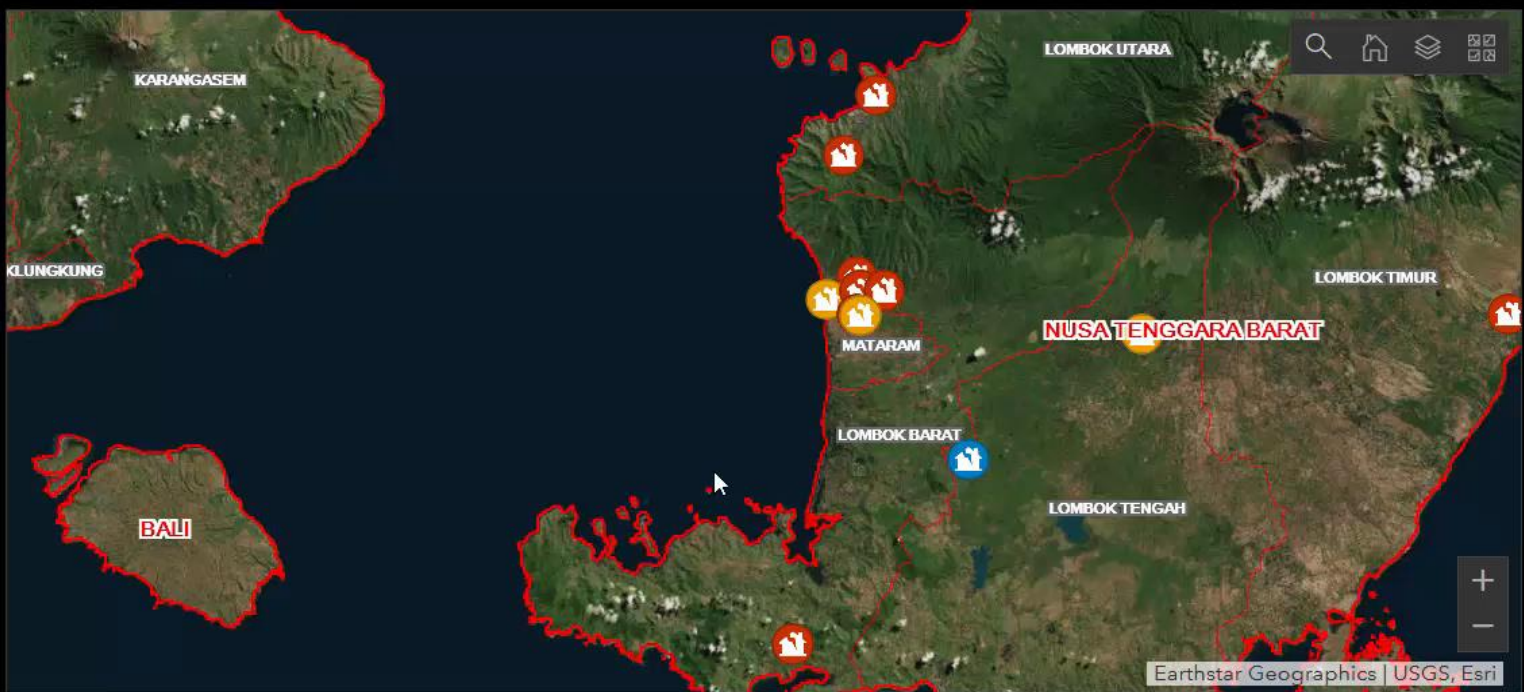 LOMBOK UTARA
KARANGASEM
KLUNGKUNG
LOMBOK TIMUR
NUSA TENGGARA BARAT
MATARAM
LOMBOK BARAT
LOMBOK TENGAH
BALI
Earthstar Geographics | USGS, Esri